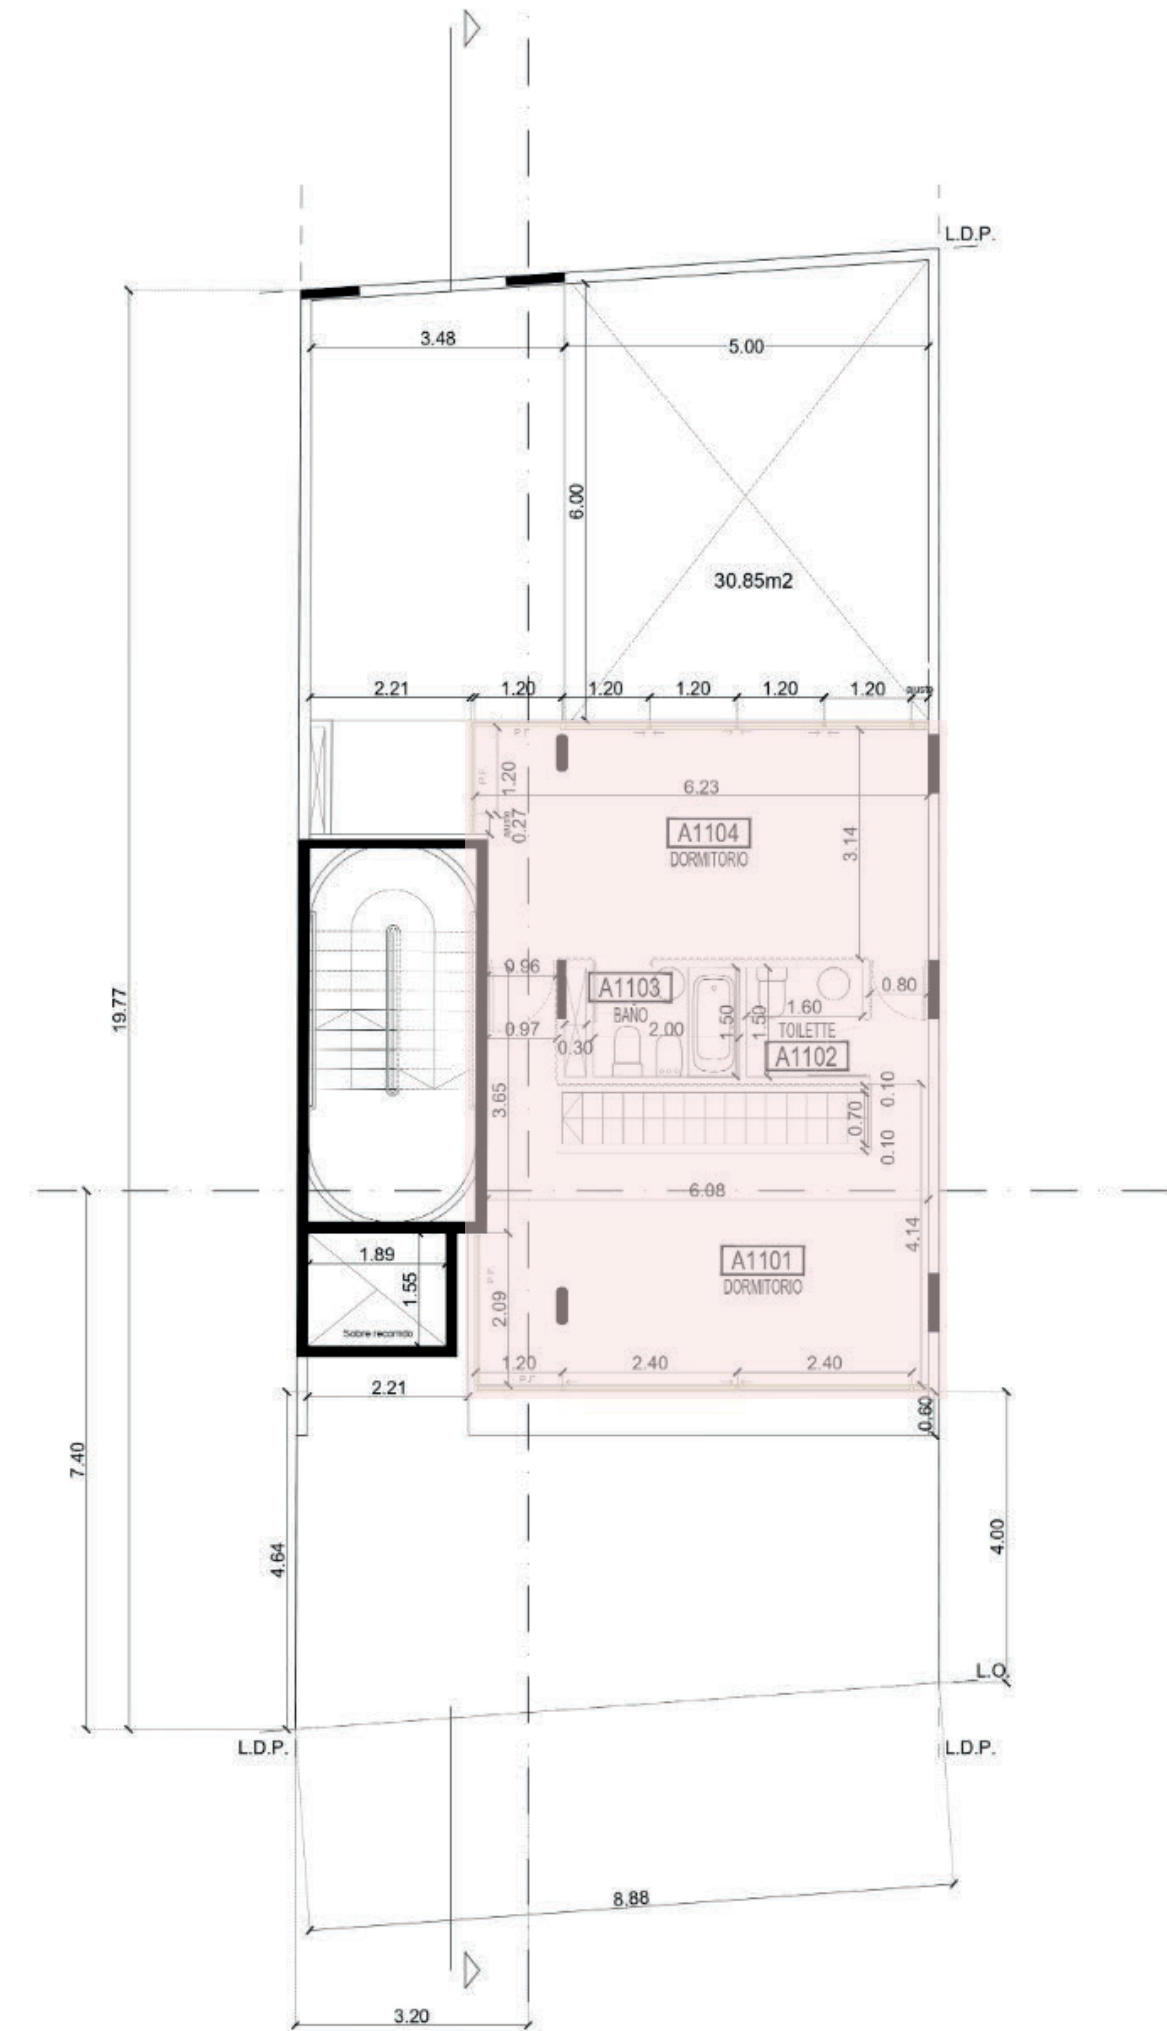 L.D.P.
3.48
5.00
6.00
30.85m2
2.21
1.20
1.20
1.20
1.20
1.20
ajuste
P.F.
P.F.
1.20
6.23
ajuste
0.27
A1104
DORMITORIO
3.14
0.96
A1103
BAÑO
0.80
1.60
0.97
2.00
1.50
1.50
TOILETTE
0.30
A1102
19.77
3.65
0.10
0.70
0.10
6.08
4.14
1.89
1.55
A1101
DORMITORIO
P.F.
2.09
Sobre recorrido
1.20
2.40
2.40
P.F.
2.21
0.60
7.40
4.64
4.00
L.O.
L.D.P.
L.D.P.
8.88
3.20